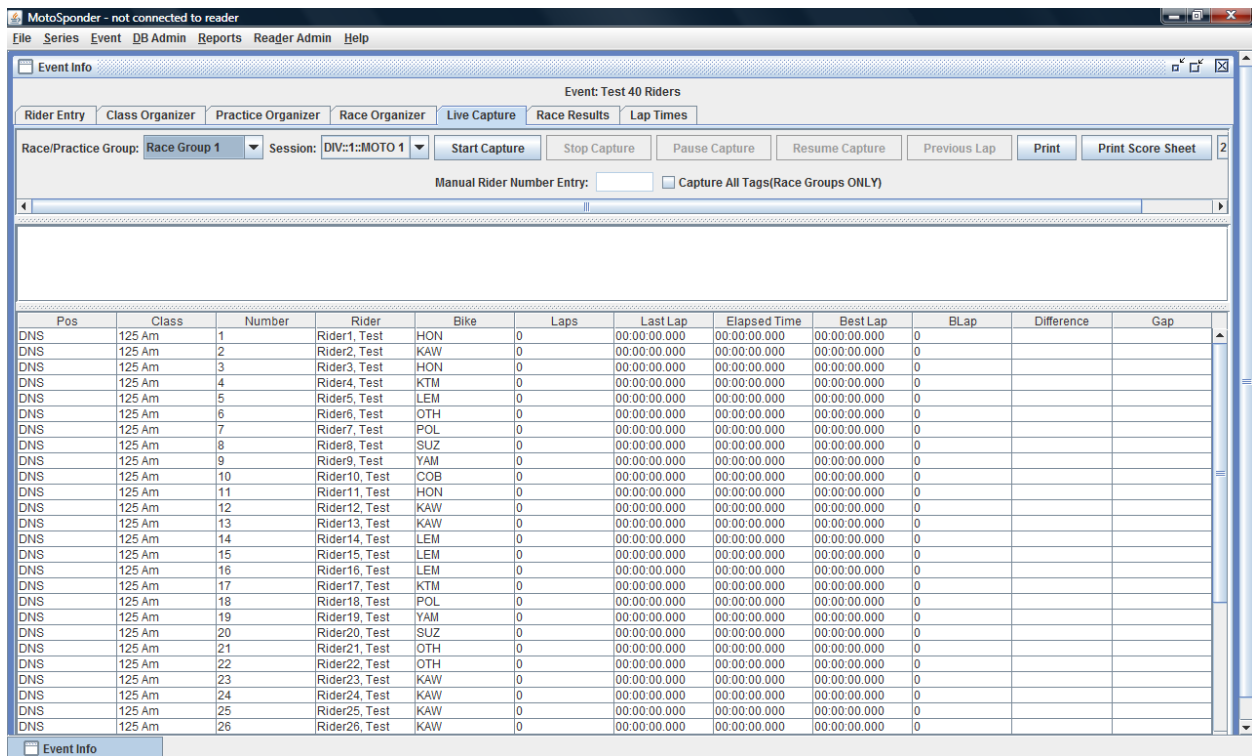 MotoSponder - not connected to reader
File Series Event DB Admin Reports Reader Admin Help
Event Info
Event: Test 40 Riders
Rider Entry Class Organizer Practice Organizer Race Organizer Live Capture Race Results Lap Times
Race/Practice Group: Race Group 1 Session: DIV::1::MOTO 1 Start Capture Stop Capture Pause Capture Resume Capture Previous Lap Print Print Score Sheet 2
Manual Rider Number Entry: Capture All Tags(Race Groups ONLY)
Pos Class Number Rider Bike Laps Last Lap Elapsed Time Best Lap BLap Difference Gap
DNS 125 Am 1 Rider1, Test HON 0 00:00:00.000 00:00:00.000 00:00:00.000 0
DNS 125 Am 2 Rider2, Test KAW 0 00:00:00.000 00:00:00.000 00:00:00.000 0
DNS 125 Am 3 Rider3, Test HON 0 00:00:00.000 00:00:00.000 00:00:00.000 0
DNS 125 Am 4 Rider4, Test KTM 0 00:00:00.000 00:00:00.000 00:00:00.000 0
DNS 125 Am 5 Rider5, Test LEM 0 00:00:00.000 00:00:00.000 00:00:00.000 0
DNS 125 Am 6 Rider6, Test OTH 0 00:00:00.000 00:00:00.000 00:00:00.000 0
DNS 125 Am 7 Rider7, Test POL 0 00:00:00.000 00:00:00.000 00:00:00.000 0
DNS 125 Am 8 Rider8, Test SUZ 0 00:00:00.000 00:00:00.000 00:00:00.000 0
DNS 125 Am 9 Rider9, Test YAM 0 00:00:00.000 00:00:00.000 00:00:00.000 0
DNS 125 Am 10 Rider10, Test COB 0 00:00:00.000 00:00:00.000 00:00:00.000 0
DNS 125 Am 11 Rider11, Test HON 0 00:00:00.000 00:00:00.000 00:00:00.000 0
DNS 125 Am 12 Rider12, Test KAW 0 00:00:00.000 00:00:00.000 00:00:00.000 0
DNS 125 Am 13 Rider13, Test KAW 0 00:00:00.000 00:00:00.000 00:00:00.000 0
DNS 125 Am 14 Rider14, Test LEM 0 00:00:00.000 00:00:00.000 00:00:00.000 0
DNS 125 Am 15 Rider15, Test LEM 0 00:00:00.000 00:00:00.000 00:00:00.000 0
DNS 125 Am 16 Rider16, Test LEM 0 00:00:00.000 00:00:00.000 00:00:00.000 0
DNS 125 Am 17 Rider17, Test KTM 0 00:00:00.000 00:00:00.000 00:00:00.000 0
DNS 125 Am 18 Rider18, Test POL 0 00:00:00.000 00:00:00.000 00:00:00.000 0
DNS 125 Am 19 Rider19, Test YAM 0 00:00:00.000 00:00:00.000 00:00:00.000 0
DNS 125 Am 20 Rider20, Test SUZ 0 00:00:00.000 00:00:00.000 00:00:00.000 0
DNS 125 Am 21 Rider21, Test OTH 0 00:00:00.000 00:00:00.000 00:00:00.000 0
DNS 125 Am 22 Rider22, Test OTH 0 00:00:00.000 00:00:00.000 00:00:00.000 0
DNS 125 Am 23 Rider23, Test KAW 0 00:00:00.000 00:00:00.000 00:00:00.000 0
DNS 125 Am 24 Rider24, Test KAW 0 00:00:00.000 00:00:00.000 00:00:00.000 0
DNS 125 Am 25 Rider25, Test KAW 0 00:00:00.000 00:00:00.000 00:00:00.000 0
DNS 125 Am 26 Rider26, Test KAW 0 00:00:00.000 00:00:00.000 00:00:00.000 0
Event Info